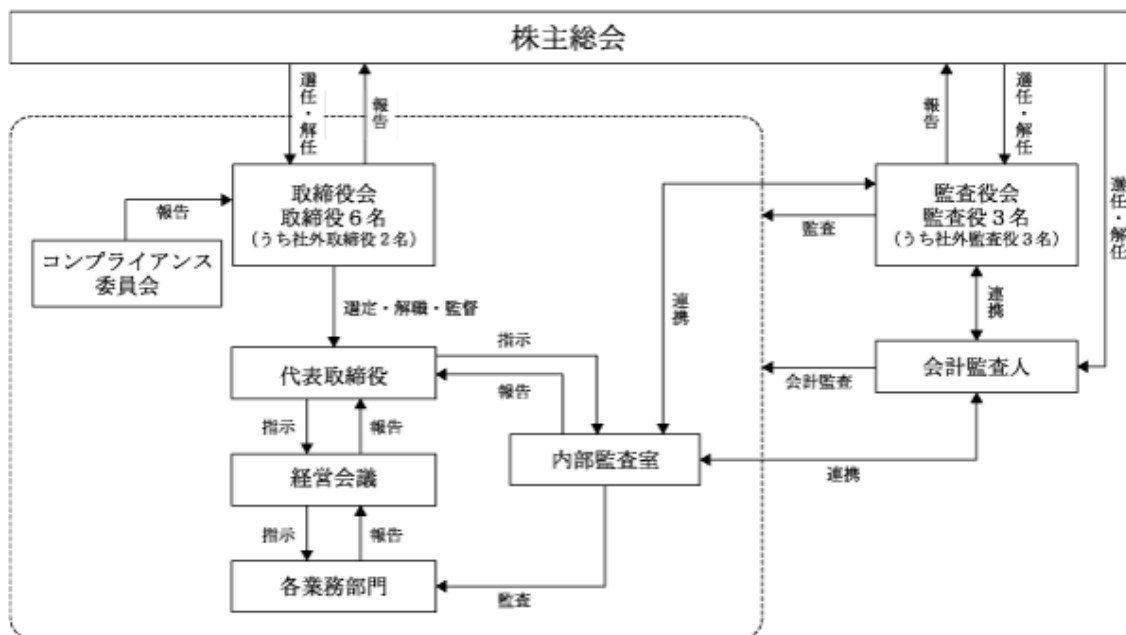 株主総会
選任・解任
報告
報告
選任・解任
選任・解任
取締役会
取締役6名
(うち社外取締役2名)
監査役会
監査役3名
(うち社外監査役3名)
報告
監査
コンプライアンス
委員会
選定・解職・監督
連携
連携
指示
代表取締役
報告
会計監査
会計監査人
指示
報告
内部監査室
連携
経営会議
指示
報告
各業務部門
監査